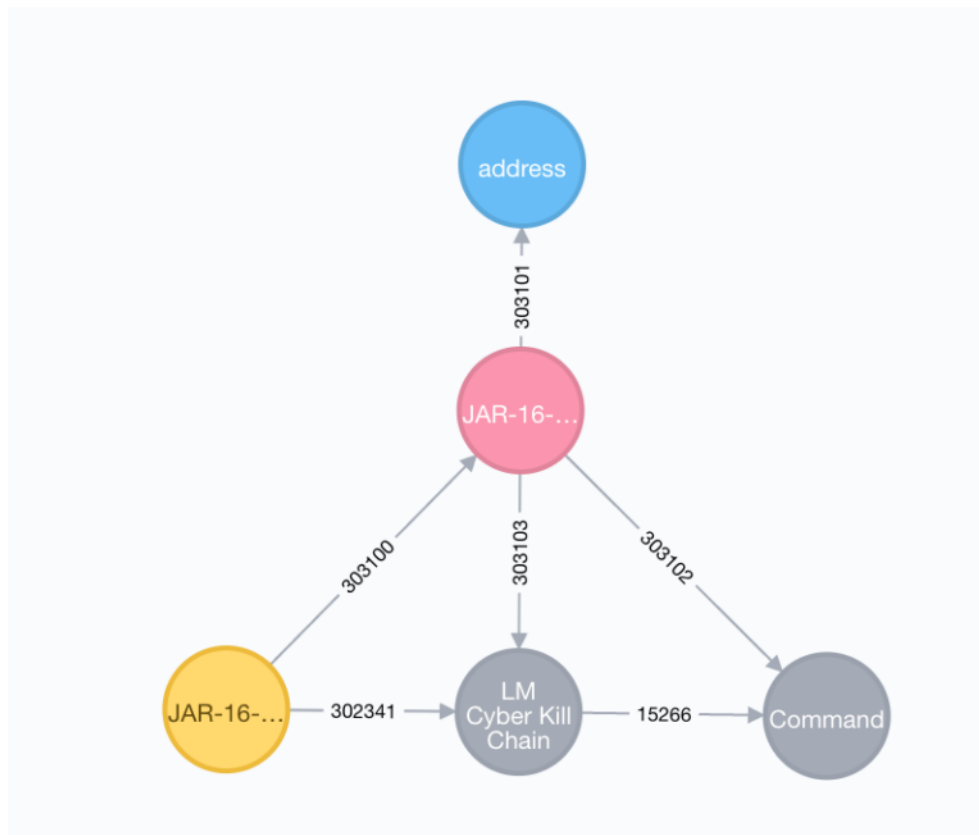 address
303101
JAR-16-...
303100
303103
303102
JAR-16-...
302341
LM
Cyber Kill
Chain
15266
Command